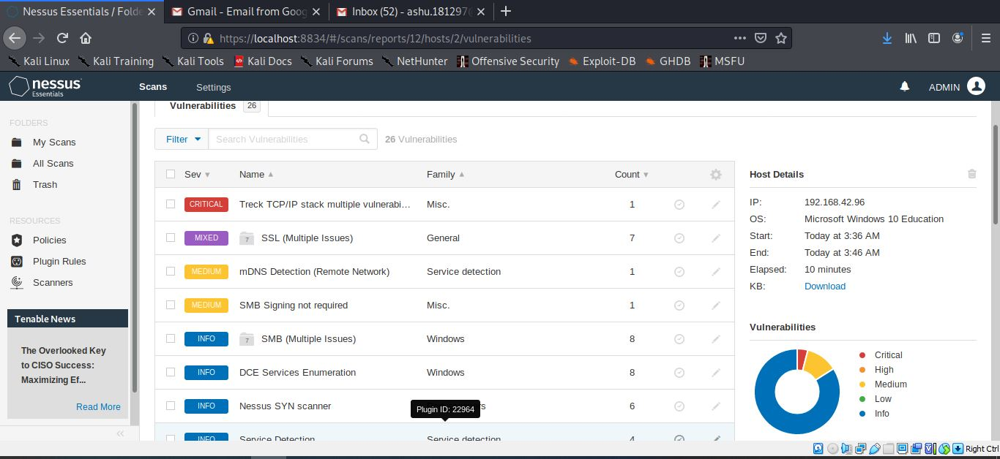 Nessus Essentials / Folde
Gmail - Email from Goog
Inbox (52) - ashu.181297@
https://localhost:8834/#/scans/reports/12/hosts/2/vulnerabilities
Kali Linux Kali Training Kali Tools Kali Docs Kali Forums NetHunter Offensive Security Exploit-DB GHDB MSFU
nessus
Essentials
Scans Settings ADMIN
FOLDERS
My Scans
All Scans
Trash
RESOURCES
Policies
Plugin Rules
Scanners
Tenable News
The Overlooked Key
to CISO Success:
Maximizing Ef...
Read More
Vulnerabilities 26
Filter Search Vulnerabilities 26 Vulnerabilities
Sev Name Family Count
CRITICAL Treck TCP/IP stack multiple vulnerabi... Misc. 1
MIXED 7 SSL (Multiple Issues) General 7
MEDIUM mDNS Detection (Remote Network) Service detection 1
MEDIUM SMB Signing not required Misc. 1
INFO 7 SMB (Multiple Issues) Windows 8
INFO DCE Services Enumeration Windows 8
INFO Nessus SYN scanner rs 6
Plugin ID: 22964
INFO Service Detection Service detection 4
Host Details
IP: 192.168.42.96
OS: Microsoft Windows 10 Education
Start: Today at 3:36 AM
End: Today at 3:46 AM
Elapsed: 10 minutes
KB: Download
Vulnerabilities
Critical
High
Medium
Low
Info
Right Ctrl